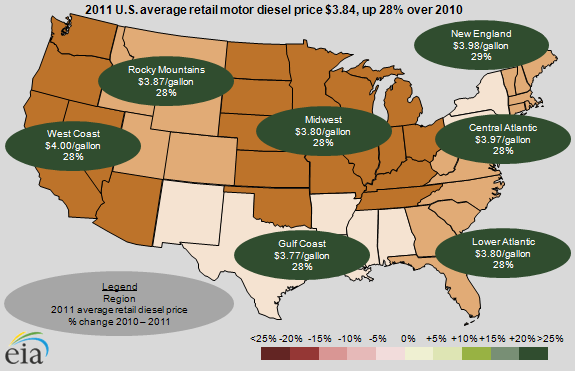 2011 U.S. average retail motor diesel price $3.84, up 28% over 2010
New England
$3.98/gallon
29%
Rocky Mountains
$3.87/gallon
28%
Midwest
$3.80/gallon
28%
West Coast
$4.00/gallon
28%
Central Atlantic
$3.97/gallon
28%
Gulf Coast
$3.77/gallon
28%
Lower Atlantic
$3.80/gallon
28%
Legend
Region
2011 average retail diesel price
% change 2010 – 2011
eia
<25% -20% -15% -10% -5% 0% +5% +10% +15% +20% >25%